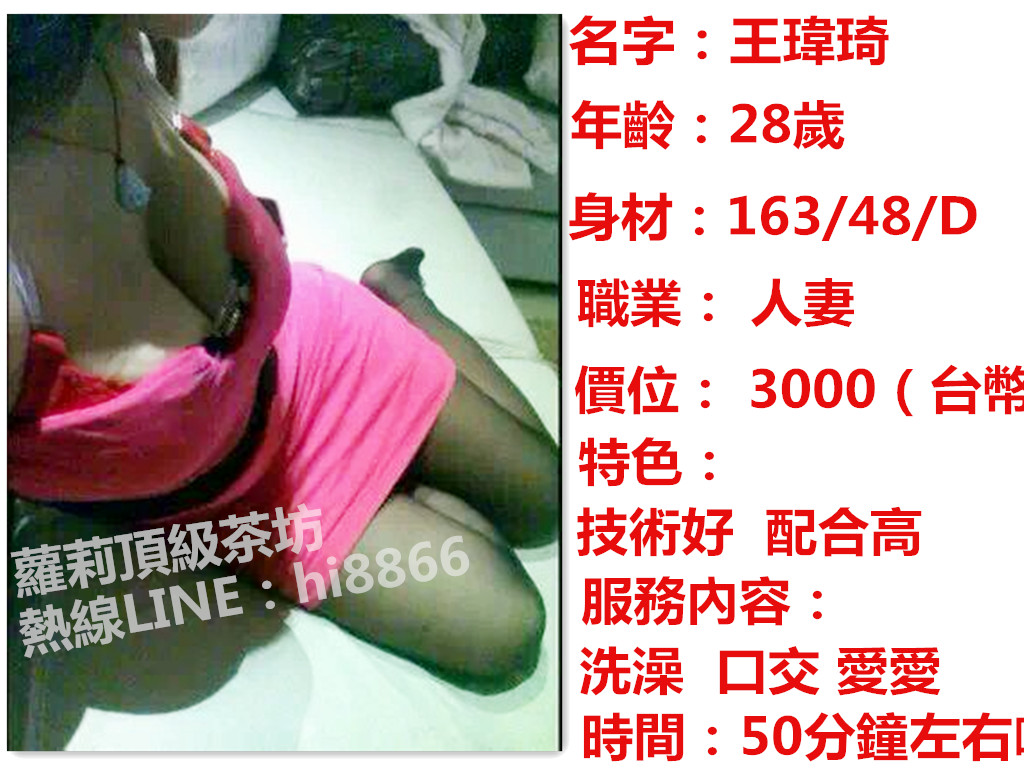 名字：王瑋琦
年齡：28歲
身材：163/48/D
職業： 人妻
價位： 3000（台幣
特色：
技術好 配合高
服務內容：
洗澡 口交 愛愛
時間：50分鐘左右
蘿莉頂級茶坊
熱線LINE：hi8866